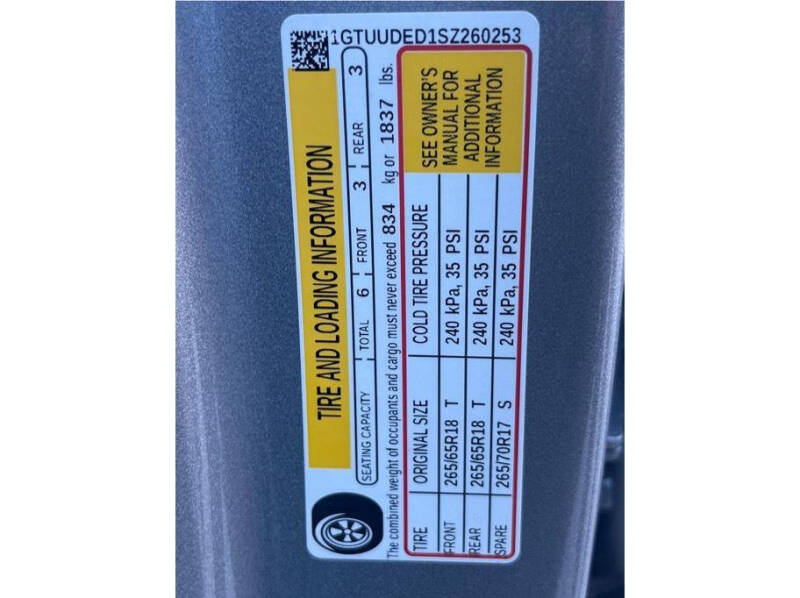 1GTUUDED1SZ260253
TIRE AND LOADING INFORMATION
SEATING CAPACITY TOTAL 6 FRONT 3 REAR 3
The combined weight of occupants and cargo must never exceed 834 kg or 1837 lbs.
TIRE ORIGINAL SIZE COLD TIRE PRESSURE
FRONT 265/65R18 T 240 kPa, 35 PSI
REAR 265/65R18 T 240 kPa, 35 PSI
SPARE 265/70R17 S 240 kPa, 35 PSI
SEE OWNER'S
MANUAL FOR
ADDITIONAL
INFORMATION